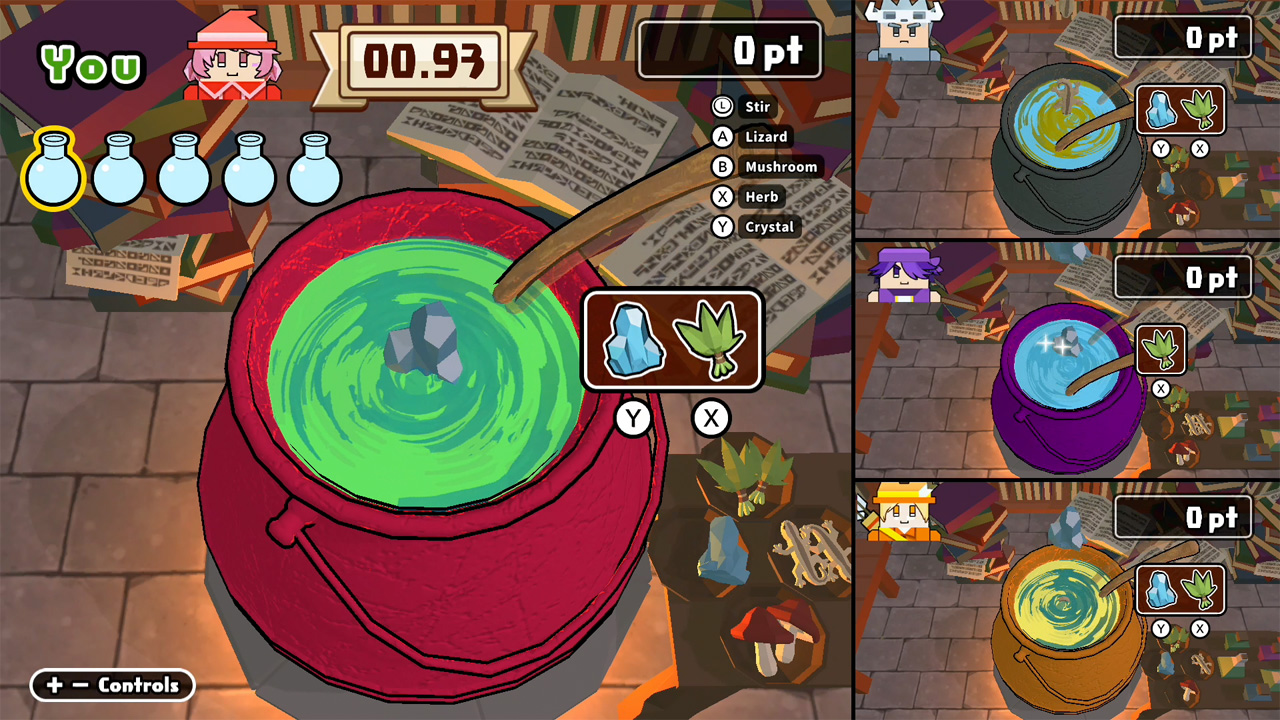 You
00.93
0 pt
L Stir
A Lizard
B Mushroom
X Herb
Y Crystal
Y X
+ − Controls
0 pt
Y X
0 pt
X
0 pt
Y X